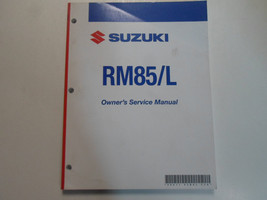 SUZUKI
RM85/L
Owner's Service Manual